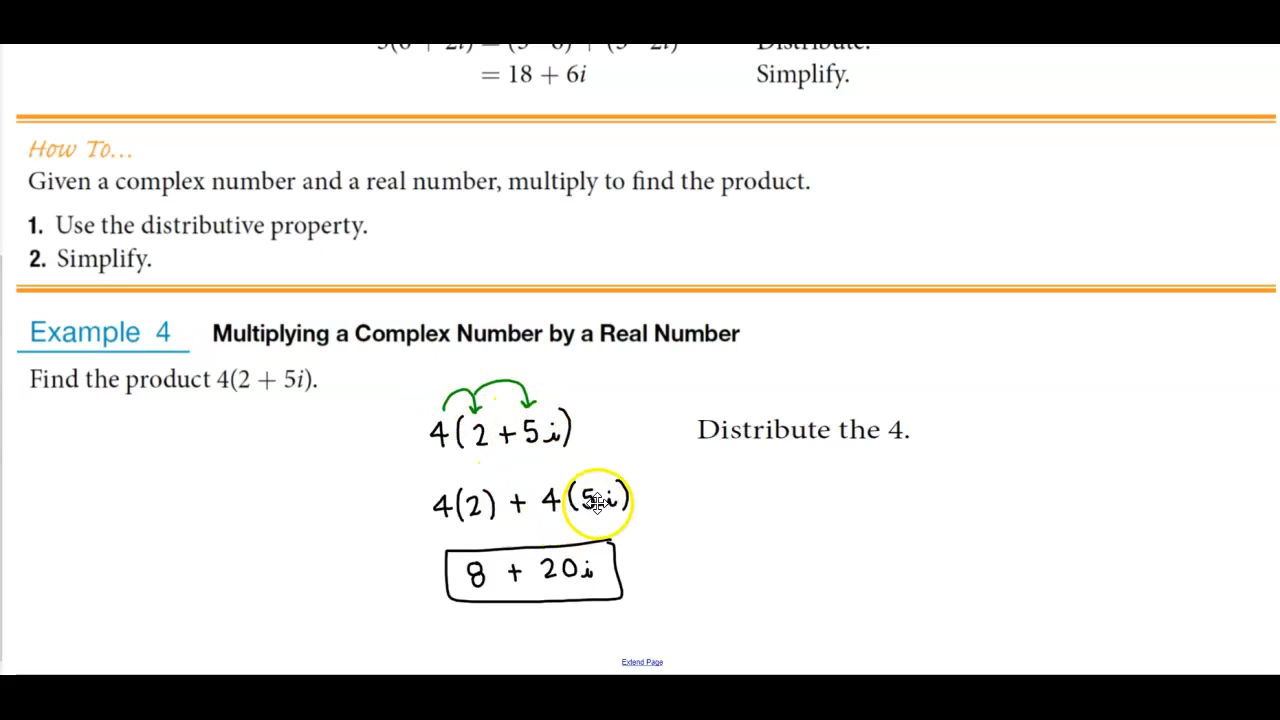 = 18 + 6i Simplify.
How To...
Given a complex number and a real number, multiply to find the product.
1. Use the distributive property.
2. Simplify.
Example 4 Multiplying a Complex Number by a Real Number
Find the product 4(2 + 5i).
4(2 + 5i) Distribute the 4.
4(2) + 4(5i)
8 + 20i
Extend Page